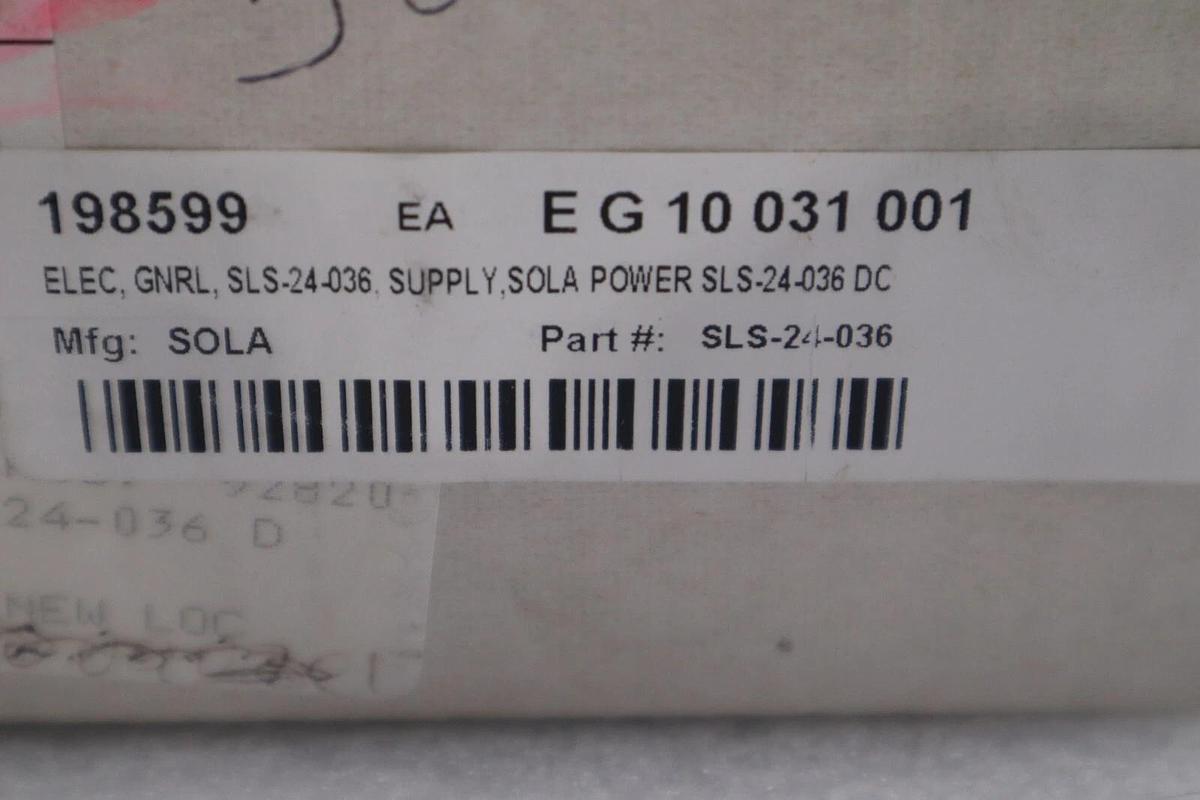 198599 EA E G 10 031 001
ELEC, GNRL, SLS-24-036, SUPPLY,SOLA POWER SLS-24-036 DC
Mfg: SOLA Part #: SLS-24-036
92820-
24-036 D
NEW LOC